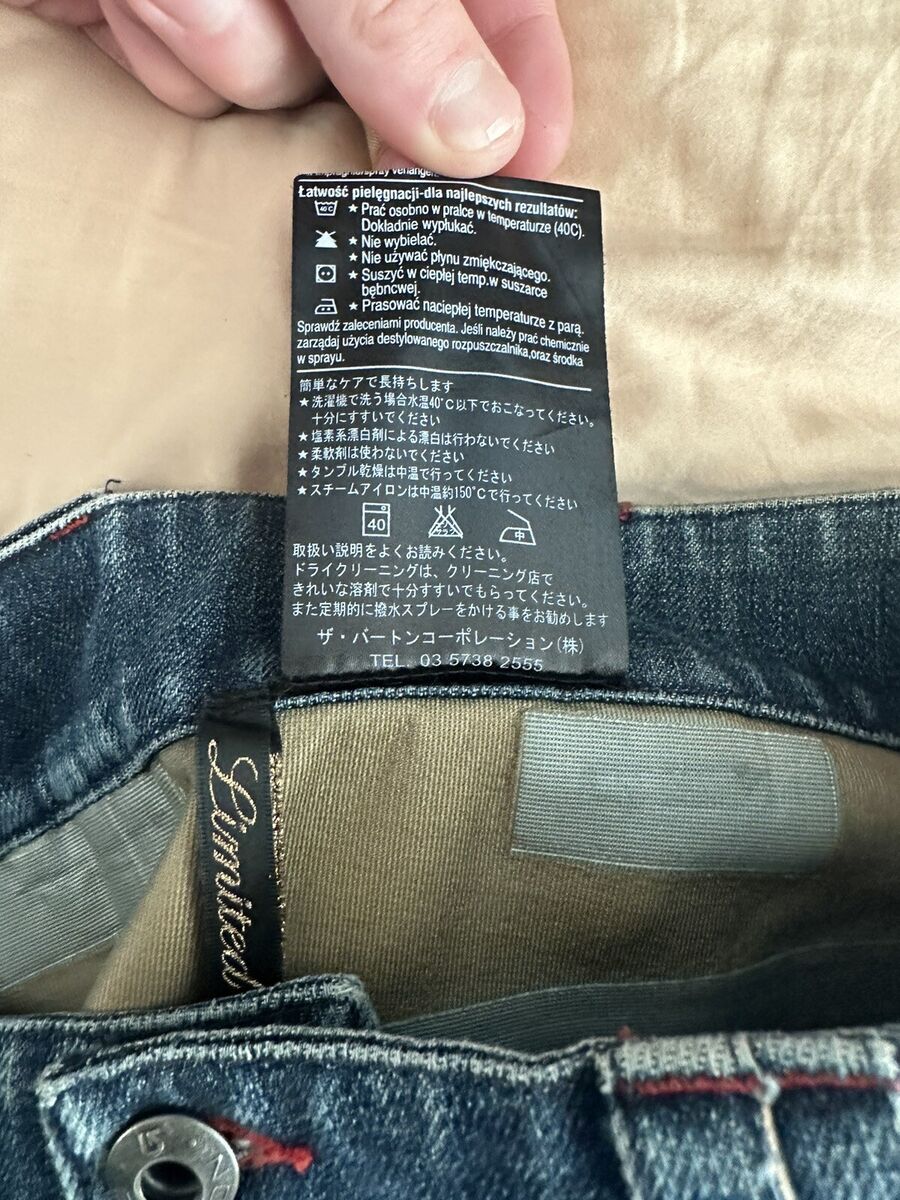 Łatwość pielęgnacji-dla najlepszych rezultatów:
40C ★ Prać osobno w pralce w temperaturze (40C).
Dokładnie wypłukać.
★ Nie wybielać.
★ Nie używać płynu zmiękczającego.
★ Suszyć w ciepłej temp.w suszarce
bębncwej.
★ Prasować naciepłej temperaturze z parą.
Sprawdź zaleceniami producenta. Jeśli należy prać chemicznie
zarządaj użycia destylowanego rozpuszczalnika,oraz środka
w sprayu.
簡単なケアで長持ちします
★洗濯機で洗う場合水温40℃以下でおこなってください。
十分にすすいでください
★塩素系漂白剤による漂白は行わないでください
★柔軟剤は使わないでください
★タンブル乾燥は中温で行ってください
★スチームアイロンは中温約150℃で行ってください
40 エンソサラシ 中
取扱い説明をよくお読みください。
ドライクリーニングは、クリーニング店で
きれいな溶剤で十分すすいでもらってください。
また定期的に撥水スプレーをかける事をお勧めします
ザ・バートンコーポレーション(株)
TEL. 03 5738 2555
Limited